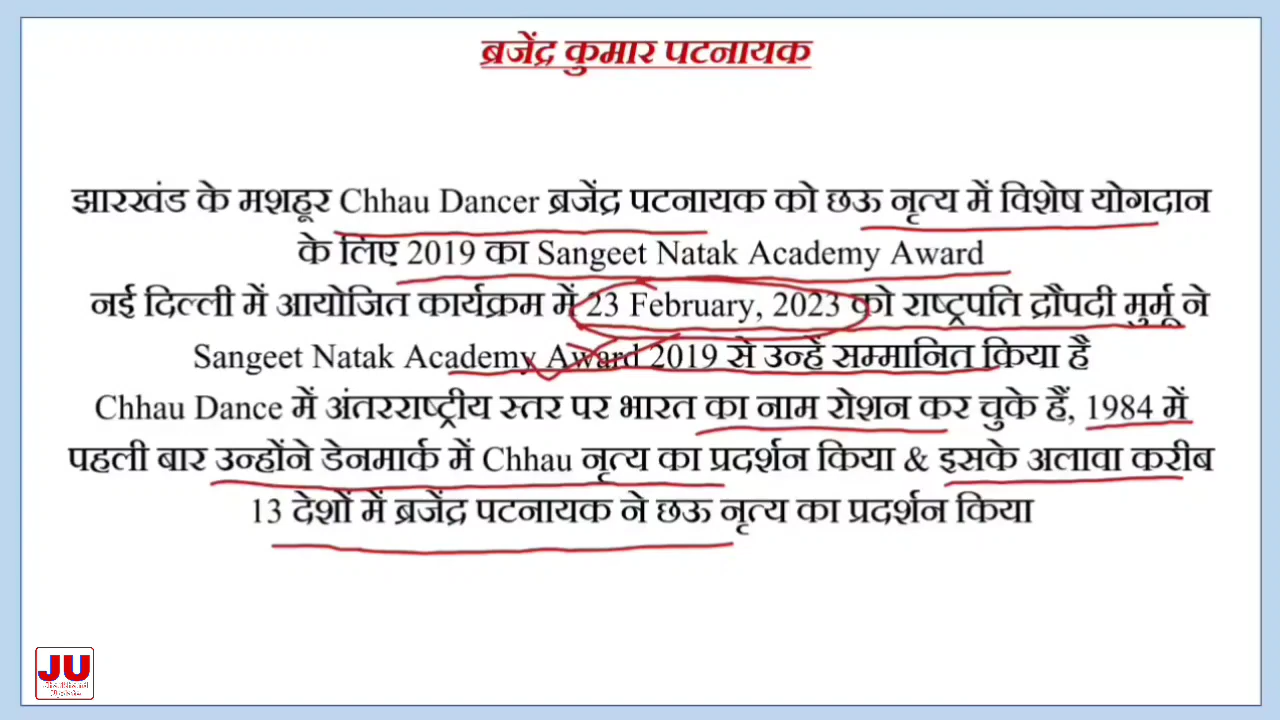 ब्रजेंद्र कुमार पटनायक
झारखंड के मशहूर Chhau Dancer ब्रजेंद्र पटनायक को छऊ नृत्य में विशेष योगदान
के लिए 2019 का Sangeet Natak Academy Award
नई दिल्ली में आयोजित कार्यक्रम में 23 February, 2023 को राष्ट्रपति द्रौपदी मुर्मू ने
Sangeet Natak Academy Award 2019 से उन्हे सम्मानित किया है
Chhau Dance में अंतरराष्ट्रीय स्तर पर भारत का नाम रोशन कर चुके हैं, 1984 में
पहली बार उन्होंने डेनमार्क में Chhau नृत्य का प्रदर्शन किया & इसके अलावा करीब
13 देशों में ब्रजेंद्र पटनायक ने छऊ नृत्य का प्रदर्शन किया
JU
Jharkhand
Update